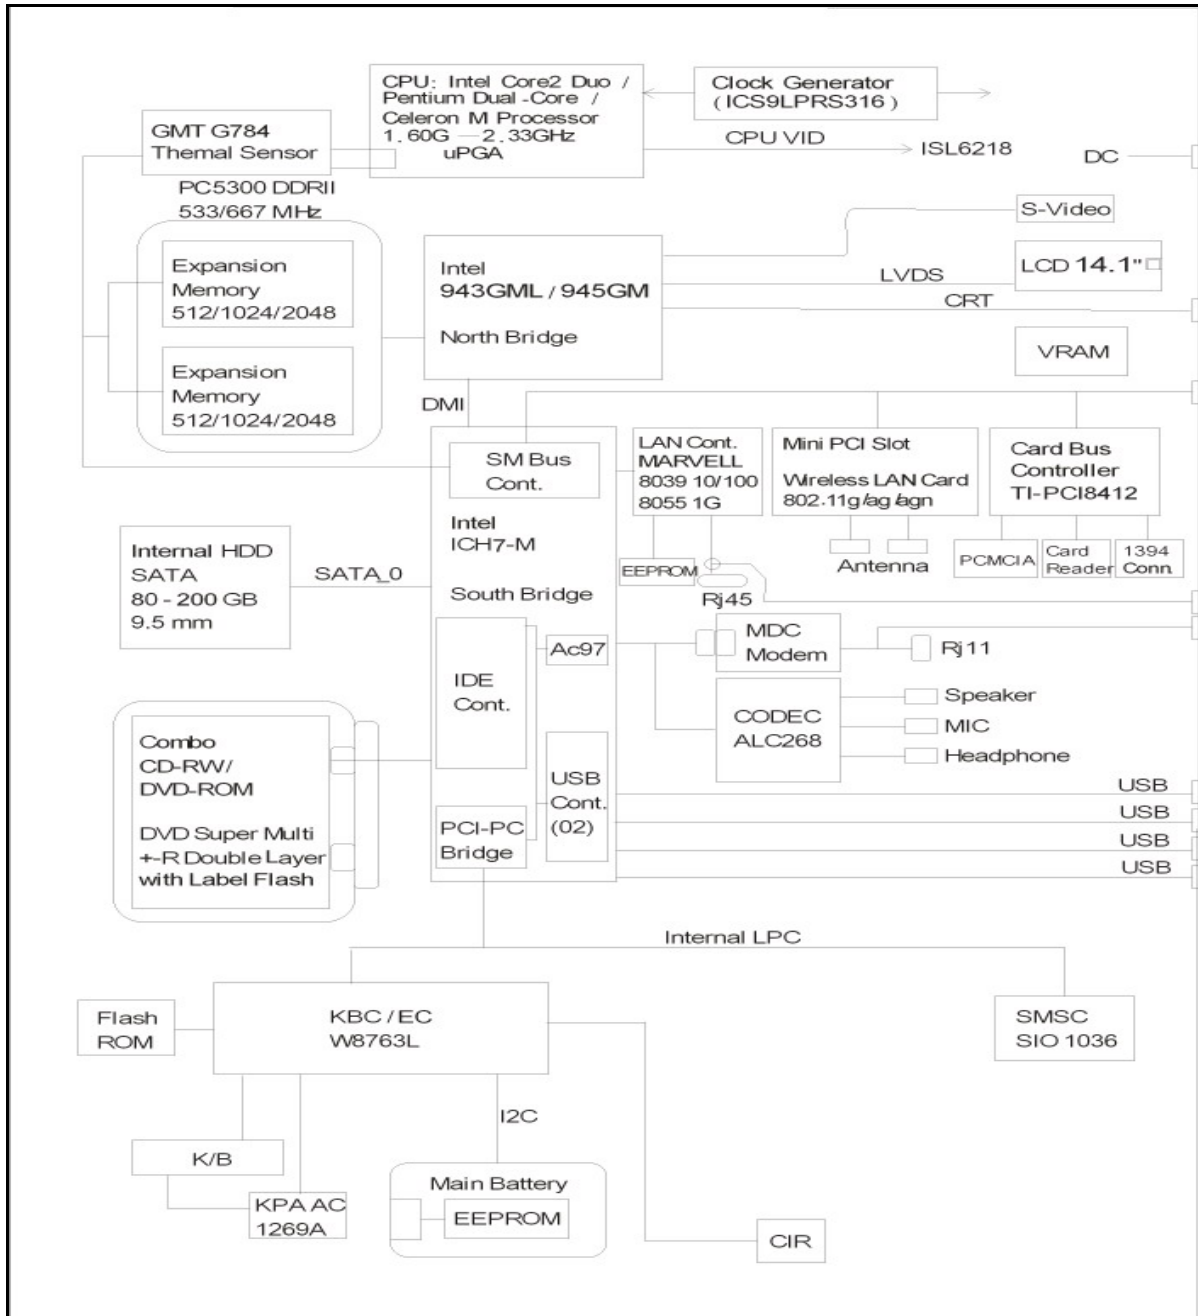 CPU: Intel Core2 Duo /
Pentium Dual-Core /
Celeron M Processor
1.60G — 2.33GHz
uPGA
Clock Generator
(ICS9LPRS316)
GMT G784
Themal Sensor
CPU VID
ISL6218
DC
PC5300 DDRII
533/667 MHz
S-Video
Expansion
Memory
512/1024/2048
Intel
943GML / 945GM
North Bridge
LVDS
LCD 14.1"
CRT
VRAM
Expansion
Memory
512/1024/2048
DMI
SM Bus
Cont.
LAN Cont.
MARVELL
8039 10/100
8055 1G
Mini PCI Slot
Wireless LAN Card
802.11g/ag/agn
Card Bus
Controller
TI-PCI8412
Intel
ICH7-M
South Bridge
Internal HDD
SATA
80 - 200 GB
9.5 mm
SATA_0
EEPROM
Rj45
Antenna
PCMCIA
Card
Reader
1394
Conn.
IDE
Cont.
Ac97
MDC
Modem
Rj11
CODEC
ALC268
Speaker
MIC
Headphone
Combo
CD-RW/
DVD-ROM
DVD Super Multi
+-R Double Layer
with Label Flash
USB
Cont.
(02)
PCI-PC
Bridge
USB
USB
USB
USB
Internal LPC
Flash
ROM
KBC / EC
W8763L
SMSC
SIO 1036
I2C
K/B
KPA AC
1269A
Main Battery
EEPROM
CIR